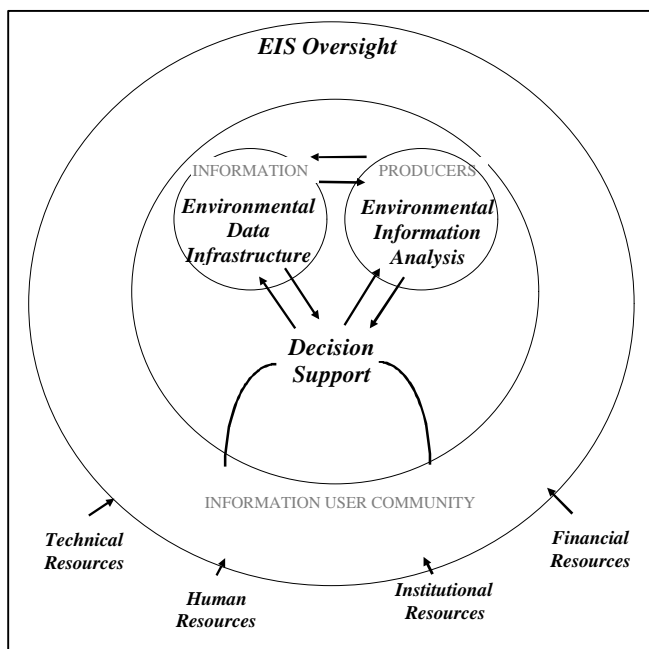 EIS Oversight
INFORMATION
PRODUCERS
Environmental
Data
Infrastructure
Environmental
Information
Analysis
Decision
Support
INFORMATION USER COMMUNITY
Technical
Resources
Human
Resources
Institutional
Resources
Financial
Resources